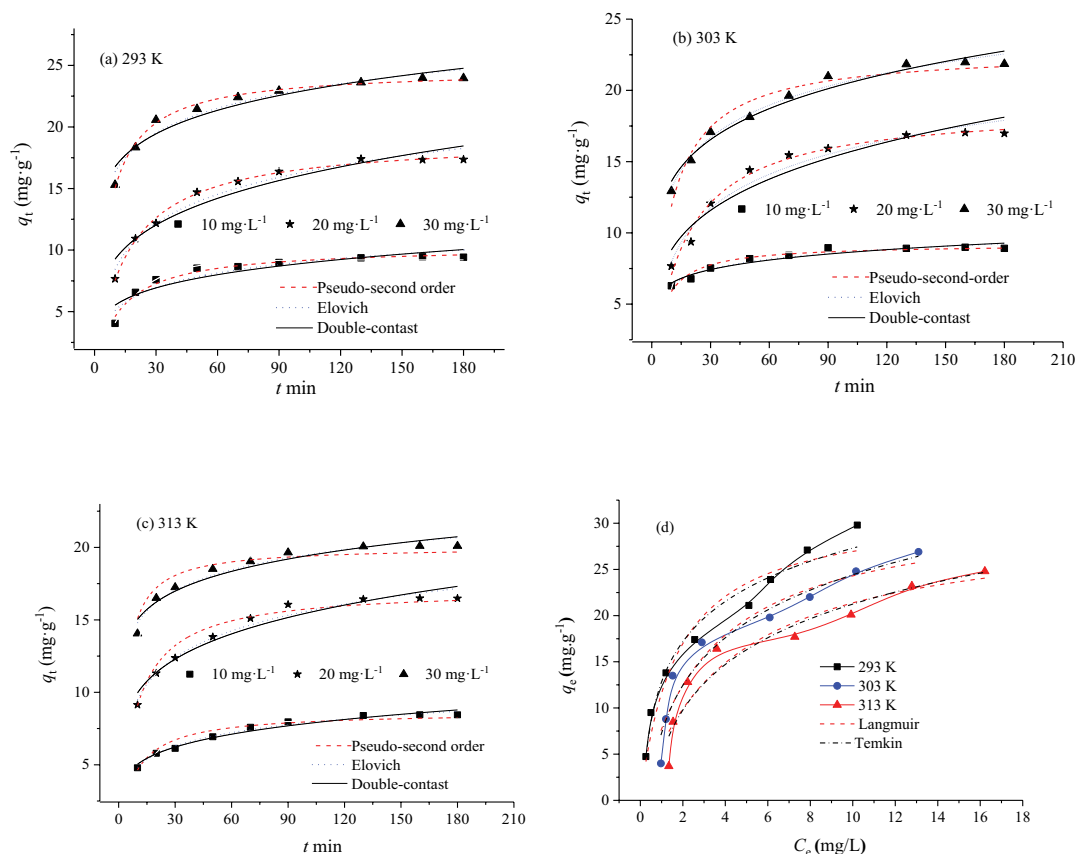 (a) 293 K
qt (mg·g-1)
25
20
15
10
5
10 mg·L-1 20 mg·L-1 30 mg·L-1
Pseudo-second order
Elovich
Double-contast
0 30 60 90 120 150 180
t min
(b) 303 K
qt (mg·g-1)
25
20
15
10
5
10 mg·L-1 20 mg·L-1 30 mg·L-1
Pseudo-second order
Elovich
Double-contast
0 30 60 90 120 150 180 210
t min
(c) 313 K
qt (mg·g-1)
20
15
10
5
10 mg·L-1 20 mg·L-1 30 mg·L-1
Pseudo-second order
Elovich
Double-contast
0 30 60 90 120 150 180 210
t min
(d)
qe (mg.g-1)
30
25
20
15
10
5
0
293 K
303 K
313 K
Langmuir
Temkin
0 2 4 6 8 10 12 14 16 18
Ce (mg/L)